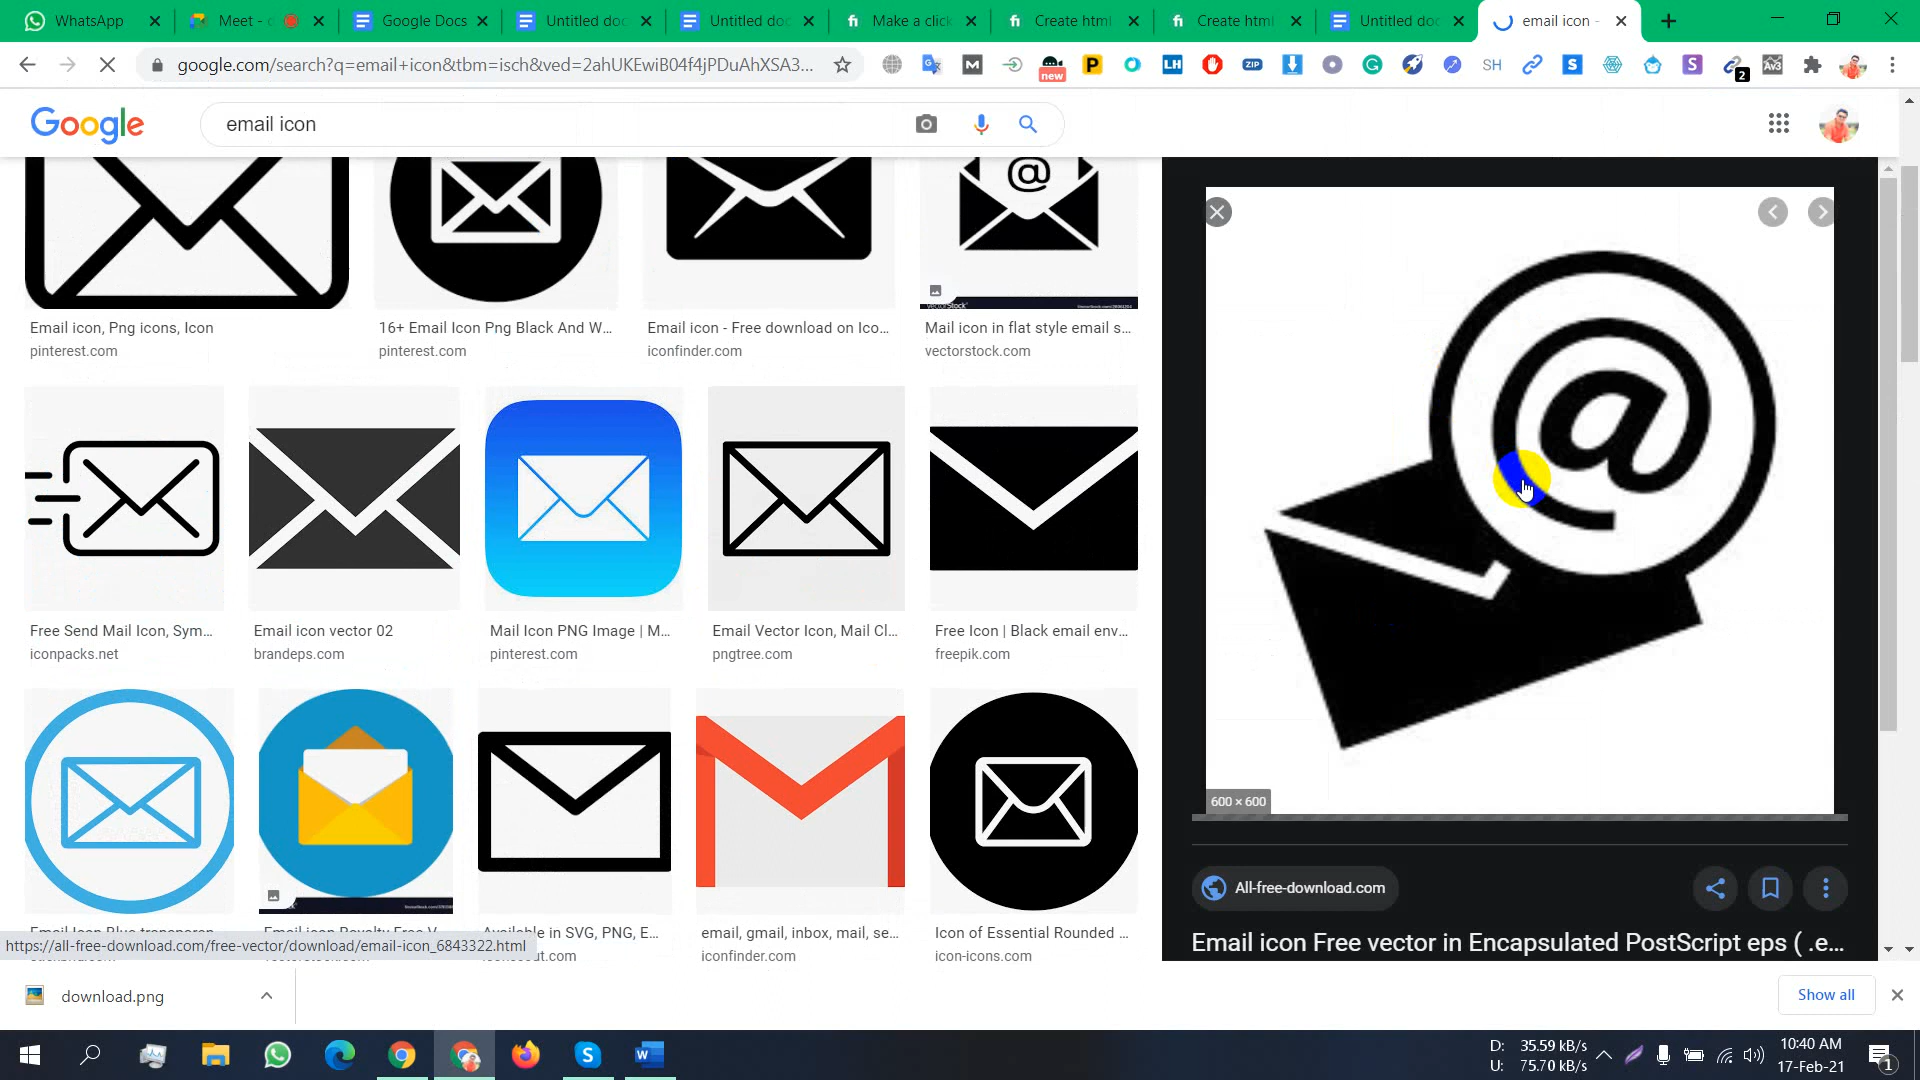 WhatsApp
Meet - d
Google Docs
Untitled doc
Untitled doc
Make a click
Create html
Create html
Untitled doc
email icon -
google.com/search?q=email+icon&tbm=isch&ved=2ahUKEwiB04f4jPDuAhXSA3...
new
LH
ZIP
SH
2
Google
email icon
Email icon, Png icons, Icon
pinterest.com
16+ Email Icon Png Black And W...
pinterest.com
Email icon - Free download on Ico...
iconfinder.com
Mail icon in flat style email s...
vectorstock.com
Free Send Mail Icon, Sym...
iconpacks.net
Email icon vector 02
brandeps.com
Mail Icon PNG Image | M...
pinterest.com
Email Vector Icon, Mail Cl...
pngtree.com
Free Icon | Black email env...
freepik.com
600 × 600
All-free-download.com
Email icon Free vector in Encapsulated PostScript eps ( .e...
Available in SVG, PNG, E...
email, gmail, inbox, mail, se...
iconfinder.com
Icon of Essential Rounded ...
icon-icons.com
https://all-free-download.com/free-vector/download/email-icon_6843322.html
download.png
Show all
D: 35.59 kB/s
U: 75.70 kB/s
10:40 AM
17-Feb-21
1